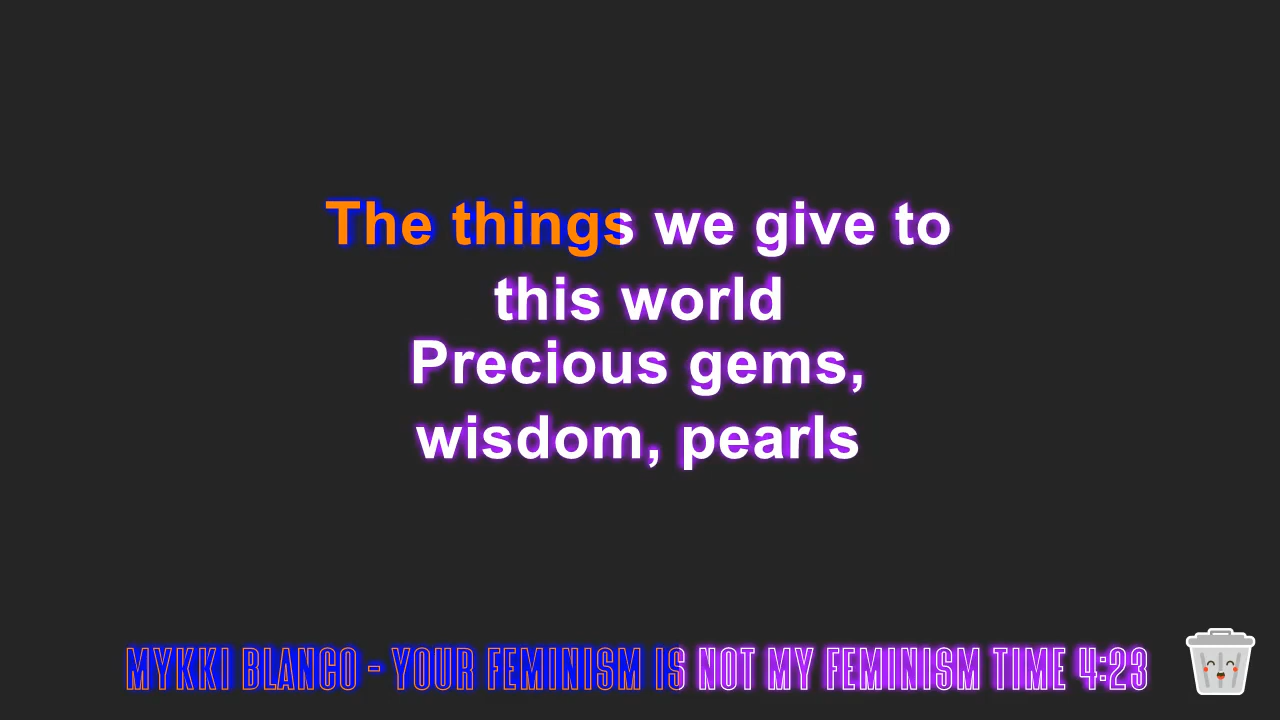 The things we give to
this world
Precious gems,
wisdom, pearls
MYKKI BLANCO - YOUR FEMINISM IS NOT MY FEMINISM TIME 4:23